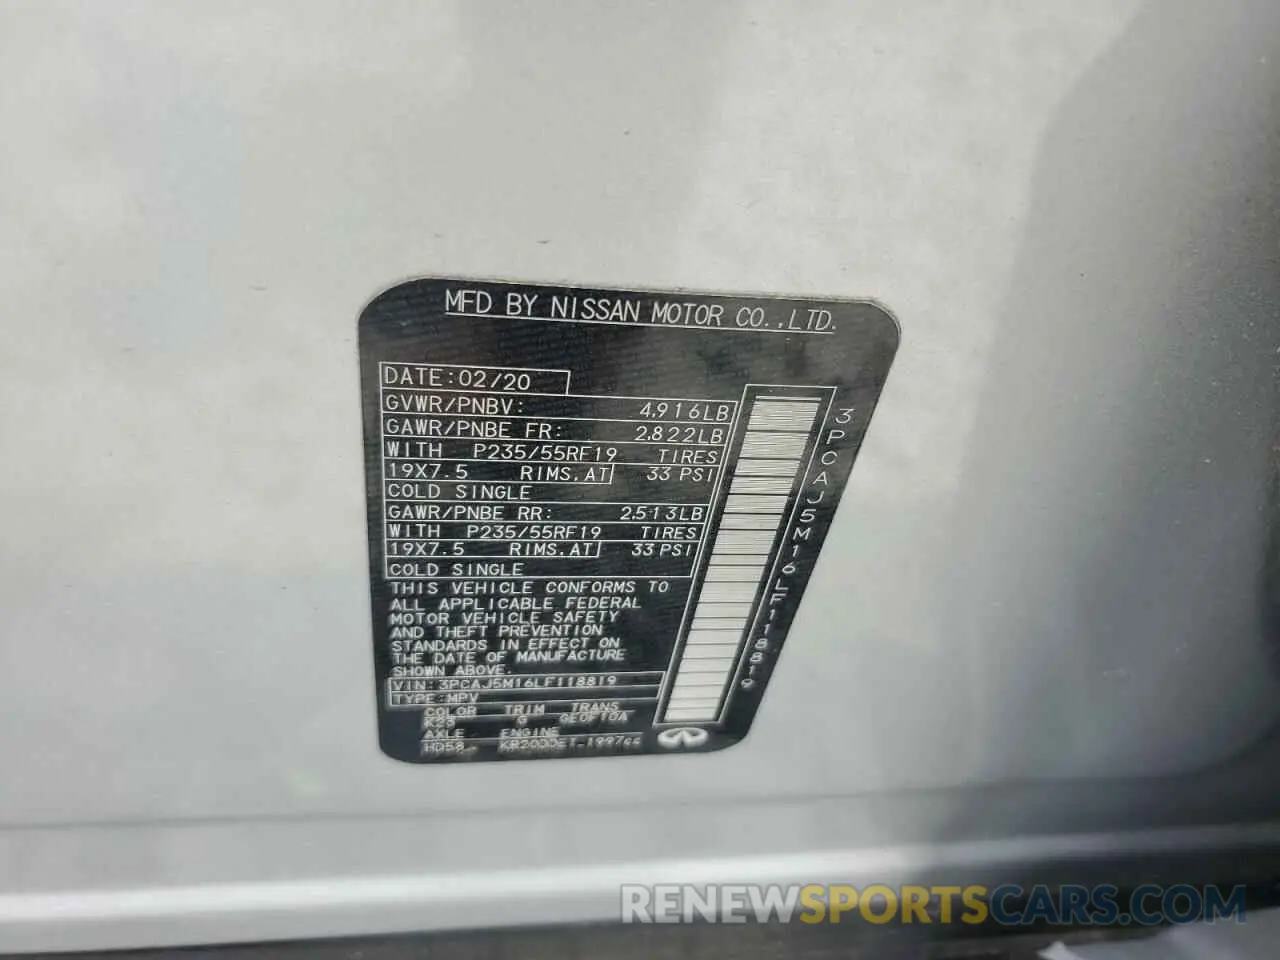 MFD BY NISSAN MOTOR CO.,LTD.
DATE:02/20
GVWR/PNBV: 4,916LB
GAWR/PNBE FR: 2,822LB
WITH P235/55RF19 TIRES
19X7.5 RIMS,AT 33 PSI
COLD SINGLE
GAWR/PNBE RR: 2,513LB
WITH P235/55RF19 TIRES
19X7.5 RIMS,AT 33 PSI
COLD SINGLE
THIS VEHICLE CONFORMS TO
ALL APPLICABLE FEDERAL
MOTOR VEHICLE SAFETY
AND THEFT PREVENTION
STANDARDS IN EFFECT ON
THE DATE OF MANUFACTURE
SHOWN ABOVE.
VIN: 3PCAJ5M16LF118819
TYPE:MPV
COLOR TRIM TRANS
K23 G
AXLE ENGINE
HD58 KR20DDET-1997cc
3PCAJ5M16LF118819
RENEWSPORTSCARS.COM